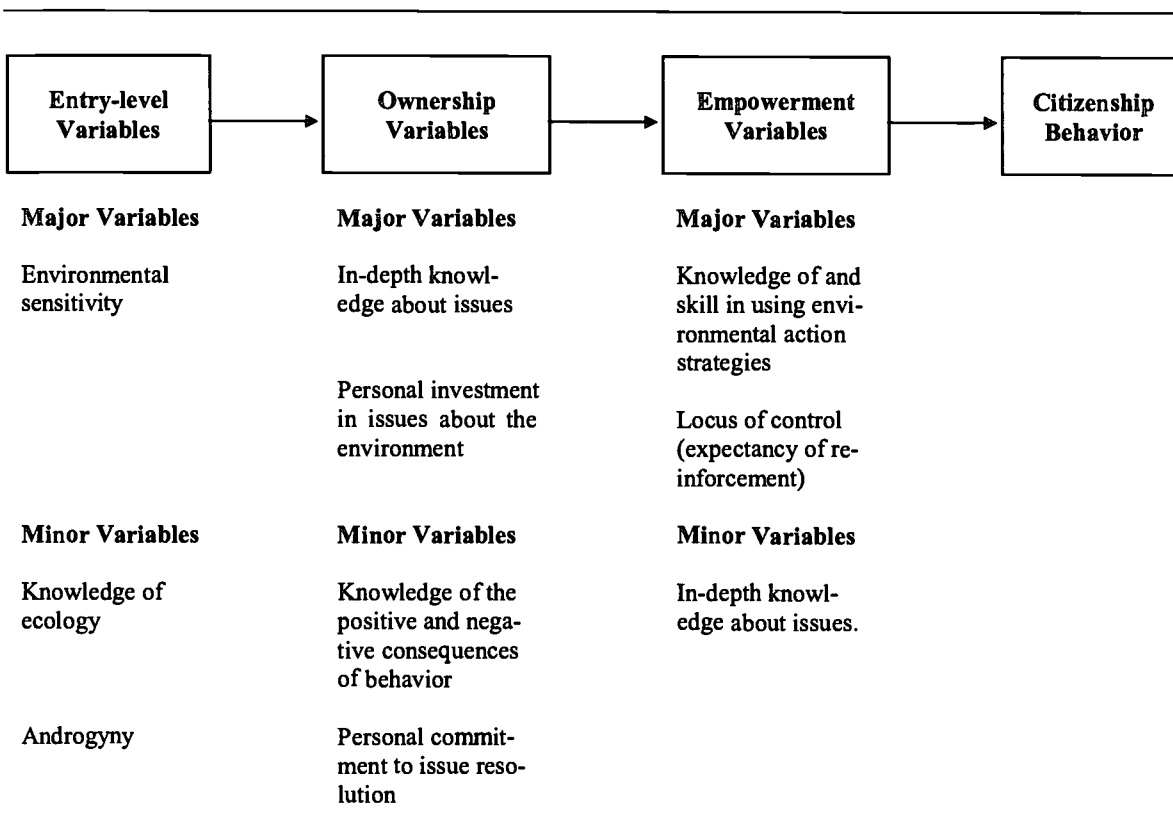 Entry-level
Variables
Ownership
Variables
Empowerment
Variables
Citizenship
Behavior
Major Variables
Environmental
sensitivity
Minor Variables
Knowledge of
ecology
Androgyny
Major Variables
In-depth knowl-
edge about issues
Personal investment
in issues about the
environment
Minor Variables
Knowledge of the
positive and nega-
tive consequences
of behavior
Personal commit-
ment to issue reso-
lution
Major Variables
Knowledge of and
skill in using envi-
ronmental action
strategies
Locus of control
(expectancy of re-
inforcement)
Minor Variables
In-depth knowl-
edge about issues.